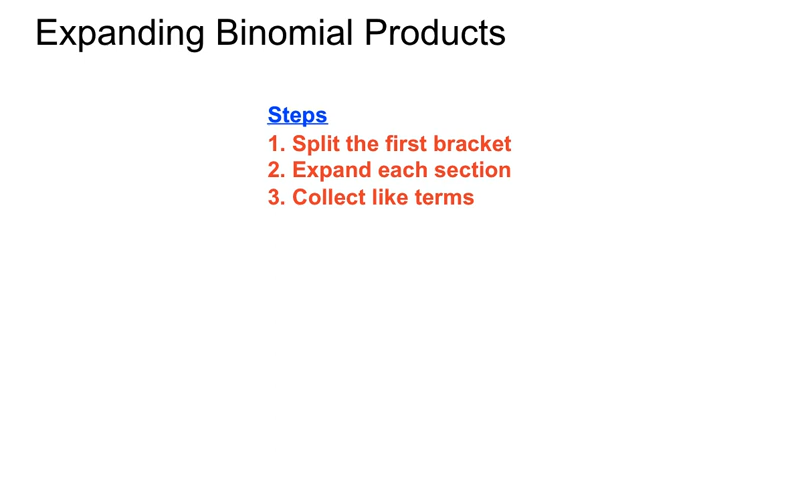 Expanding Binomial Products
Steps
1. Split the first bracket
2. Expand each section
3. Collect like terms